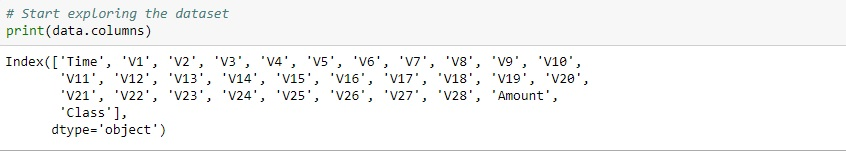 # Start exploring the dataset
print(data.columns)
Index(['Time', 'V1', 'V2', 'V3', 'V4', 'V5', 'V6', 'V7', 'V8', 'V9', 'V10',
       'V11', 'V12', 'V13', 'V14', 'V15', 'V16', 'V17', 'V18', 'V19', 'V20',
       'V21', 'V22', 'V23', 'V24', 'V25', 'V26', 'V27', 'V28', 'Amount',
       'Class'],
      dtype='object')